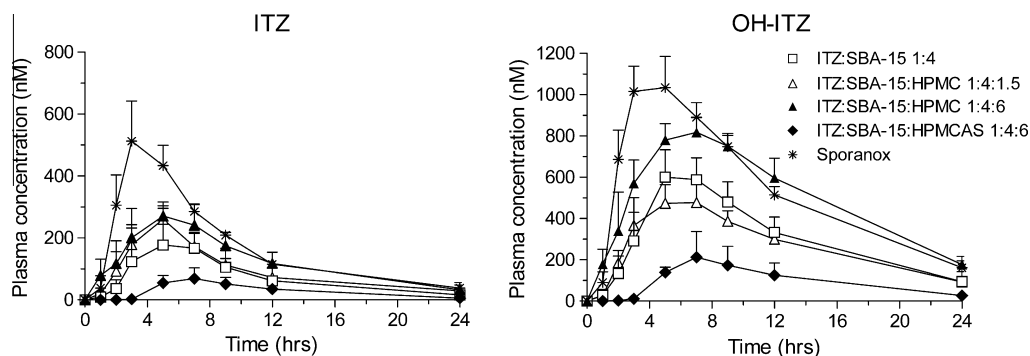 ITZ
Plasma concentration (nM)
800
600
400
200
0
0 4 8 12 16 20 24
Time (hrs)
OH-ITZ
Plasma concentration (nM)
1200
1000
800
600
400
200
0
0 4 8 12 16 20 24
Time (hrs)
ITZ:SBA-15 1:4
ITZ:SBA-15:HPMC 1:4:1.5
ITZ:SBA-15:HPMC 1:4:6
ITZ:SBA-15:HPMCAS 1:4:6
Sporanox